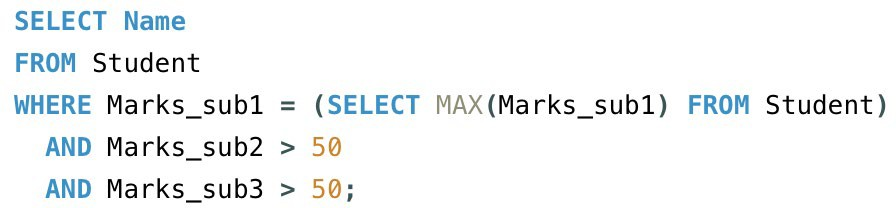 SELECT Name
FROM Student
WHERE Marks_sub1 = (SELECT MAX(Marks_sub1) FROM Student)
  AND Marks_sub2 > 50
  AND Marks_sub3 > 50;